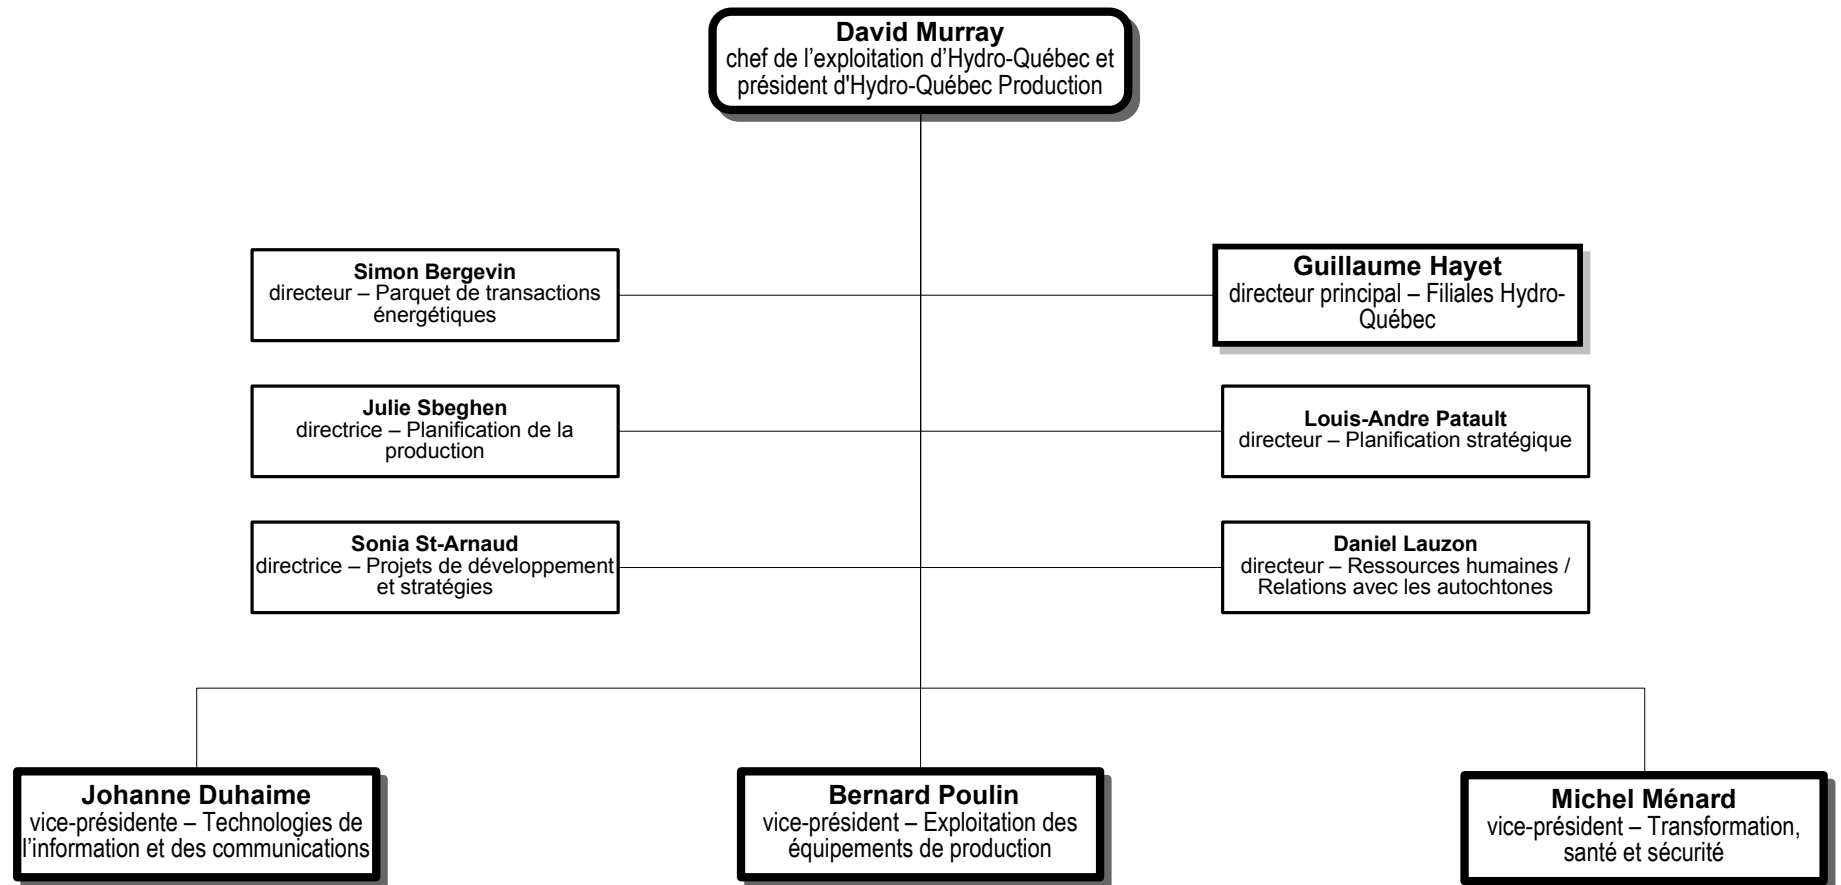 David Murray
chef de l’exploitation d’Hydro-Québec et
président d'Hydro-Québec Production
Simon Bergevin
directeur – Parquet de transactions
énergétiques
Guillaume Hayet
directeur principal – Filiales Hydro-
Québec
Julie Sbeghen
directrice – Planification de la
production
Louis-Andre Patault
directeur – Planification stratégique
Sonia St-Arnaud
directrice – Projets de développement
et stratégies
Daniel Lauzon
directeur – Ressources humaines /
Relations avec les autochtones
Johanne Duhaime
vice-présidente – Technologies de
l’information et des communications
Bernard Poulin
vice-président – Exploitation des
équipements de production
Michel Ménard
vice-président – Transformation,
santé et sécurité